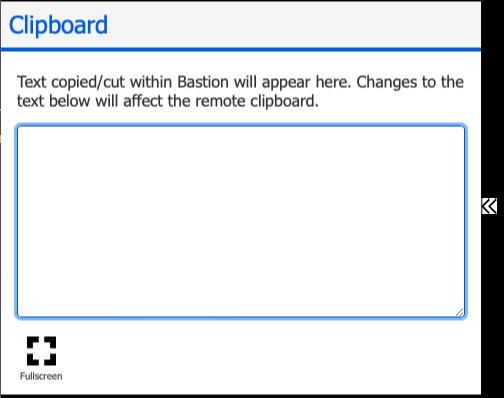 Clipboard
Text copied/cut within Bastion will appear here. Changes to the
text below will affect the remote clipboard.
Fullscreen